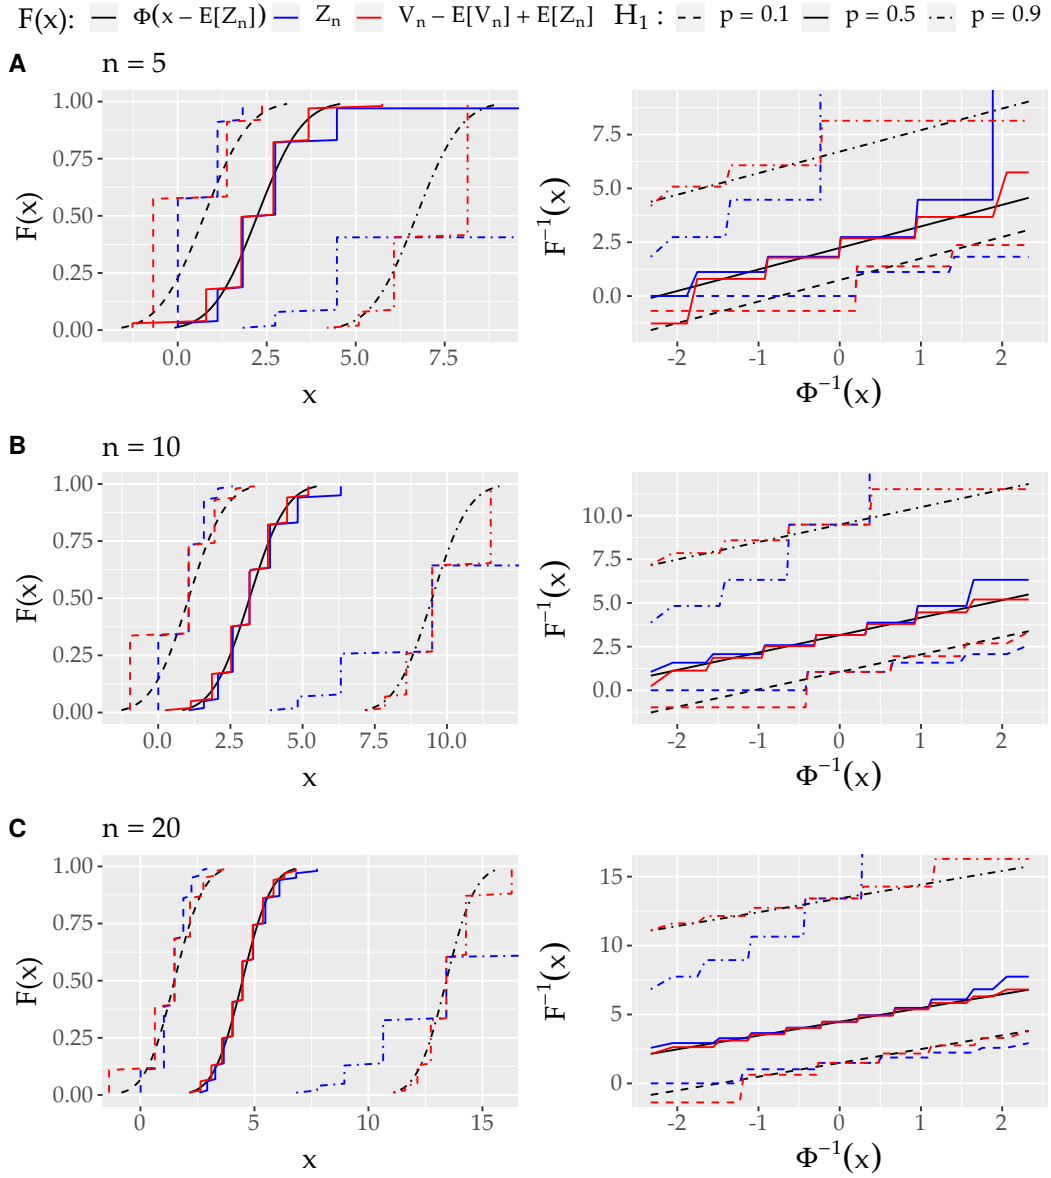 F(x): Φ(x − E[Zₙ]) Zₙ Vₙ − E[Vₙ] + E[Zₙ] H₁ : p = 0.1 p = 0.5 p = 0.9
A n = 5
1.00
0.75
0.50
0.25
0.00
F(x)
0.0 2.5 5.0 7.5
x
7.5
5.0
2.5
0.0
F⁻¹(x)
-2 -1 0 1 2
Φ⁻¹(x)
B n = 10
1.00
0.75
0.50
0.25
0.00
F(x)
0.0 2.5 5.0 7.5 10.0
x
10.0
7.5
5.0
2.5
0.0
F⁻¹(x)
-2 -1 0 1 2
Φ⁻¹(x)
C n = 20
1.00
0.75
0.50
0.25
0.00
F(x)
0 5 10 15
x
15
10
5
0
F⁻¹(x)
-2 -1 0 1 2
Φ⁻¹(x)